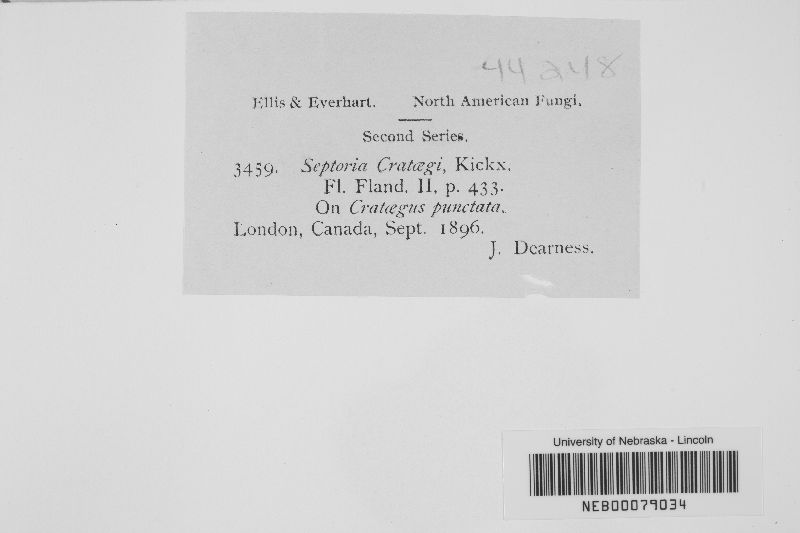 44248
Ellis & Everhart. North American Fungi.
Second Series.
3459. Septoria Cratægi, Kickx.
Fl. Fland. II, p. 433.
On Cratægus punctata.
London, Canada, Sept. 1896.
J. Dearness.
University of Nebraska - Lincoln
NEB00079034